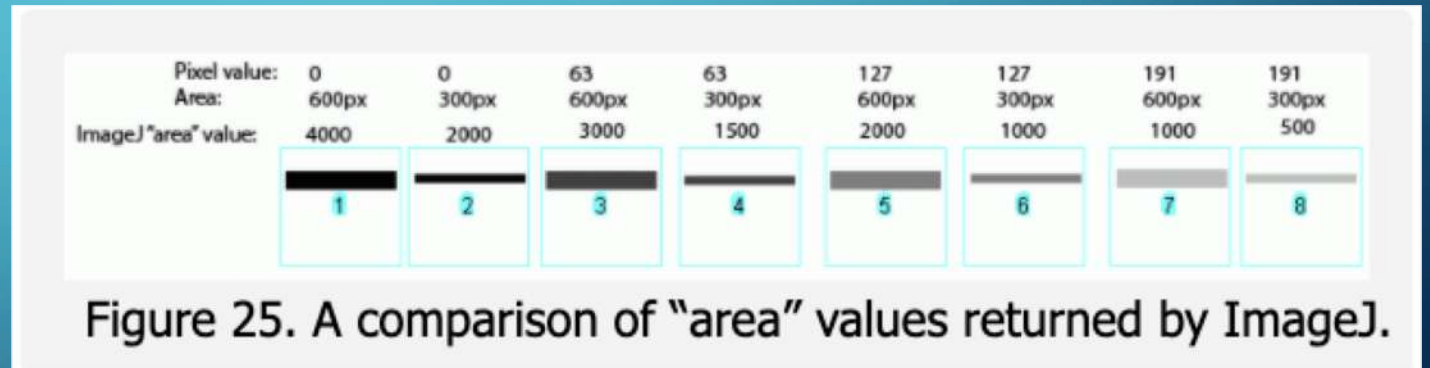 Pixel value: 0 0 63 63 127 127 191 191
Area: 600px 300px 600px 300px 600px 300px 600px 300px
ImageJ "area" value: 4000 2000 3000 1500 2000 1000 1000 500
1 2 3 4 5 6 7 8
Figure 25. A comparison of "area" values returned by ImageJ.